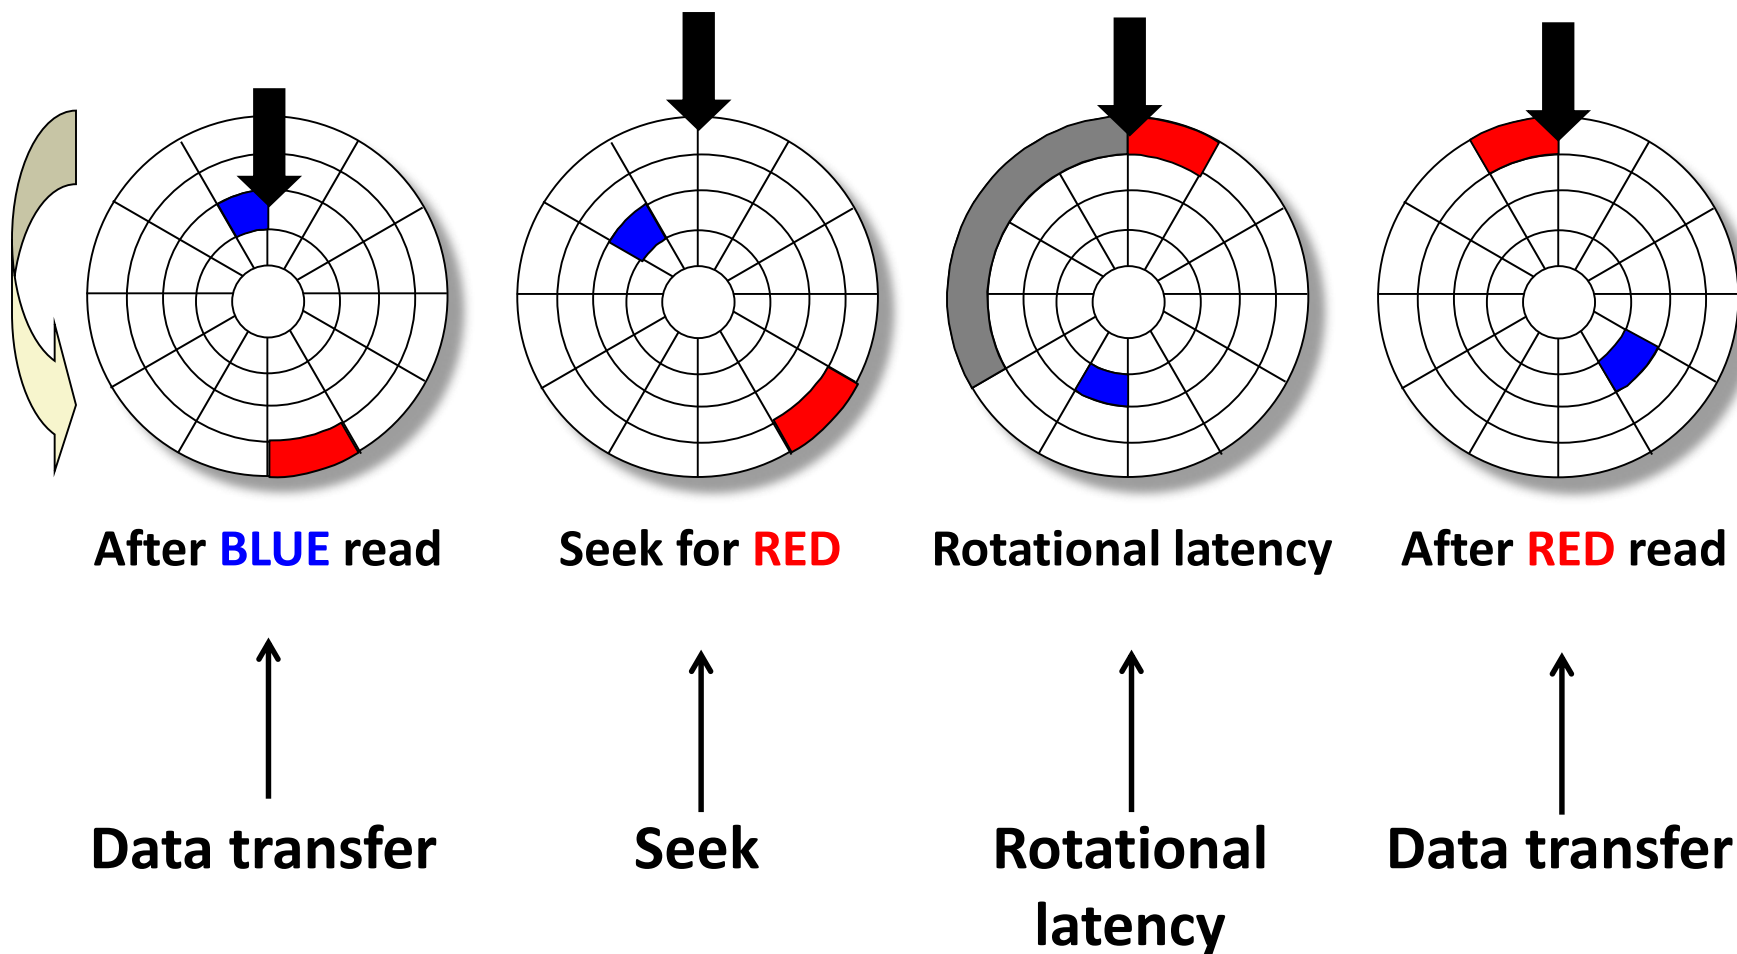 After BLUE read
Seek for RED
Rotational latency
After RED read
Data transfer
Seek
Rotational
latency
Data transfer